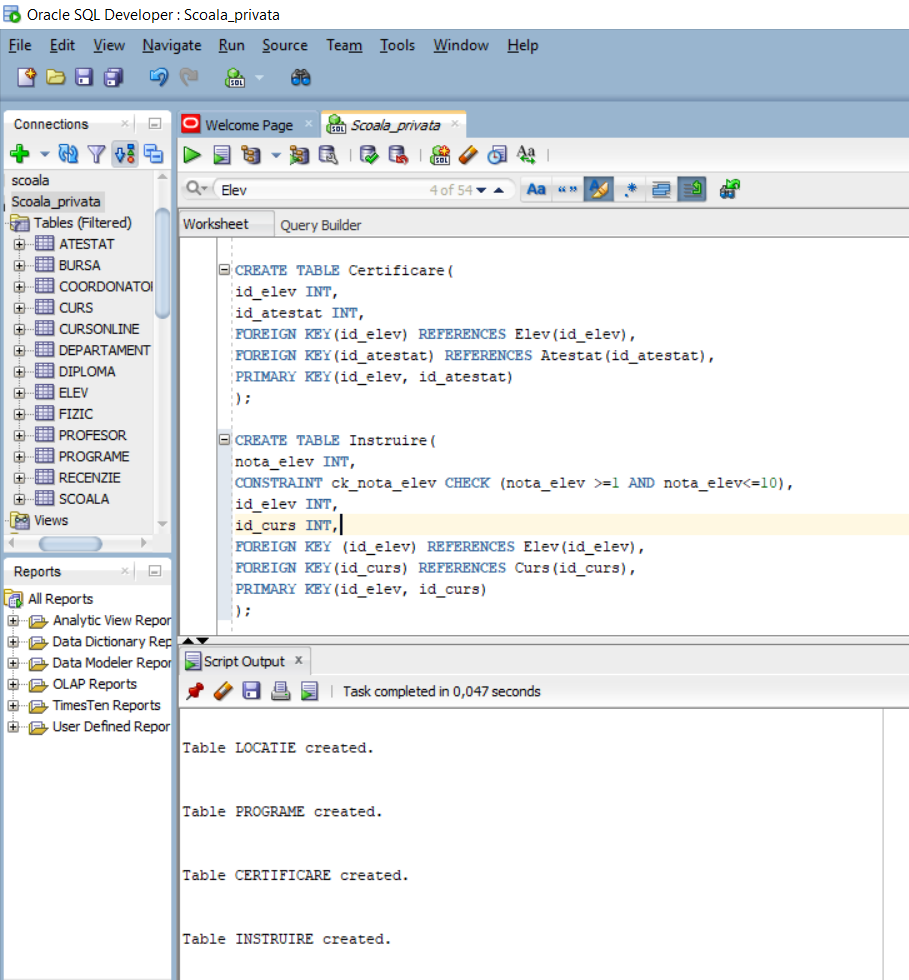 Oracle SQL Developer : Scoala_privata
File Edit View Navigate Run Source Team Tools Window Help
SQL
Connections
scoala
Scoala_privata
Tables (Filtered)
ATESTAT
BURSA
COORDONATO
CURS
CURSONLINE
DEPARTAMENT
DIPLOMA
ELEV
FIZIC
PROFESOR
PROGRAME
RECENZIE
SCOALA
Views
Reports
All Reports
Analytic View Repor
Data Dictionary Rep
Data Modeler Repor
OLAP Reports
TimesTen Reports
User Defined Repor
Welcome Page
Scoala_privata
Elev 4 of 54 Aa “ ” .*
Worksheet Query Builder
CREATE TABLE Certificare(
id_elev INT,
id_atestat INT,
FOREIGN KEY(id_elev) REFERENCES Elev(id_elev),
FOREIGN KEY(id_atestat) REFERENCES Atestat(id_atestat),
PRIMARY KEY(id_elev, id_atestat)
);
CREATE TABLE Instruire(
nota_elev INT,
CONSTRAINT ck_nota_elev CHECK (nota_elev >=1 AND nota_elev<=10),
id_elev INT,
id_curs INT,
FOREIGN KEY (id_elev) REFERENCES Elev(id_elev),
FOREIGN KEY(id_curs) REFERENCES Curs(id_curs),
PRIMARY KEY(id_elev, id_curs)
);
Script Output x
Task completed in 0,047 seconds
Table LOCATIE created.
Table PROGRAME created.
Table CERTIFICARE created.
Table INSTRUIRE created.